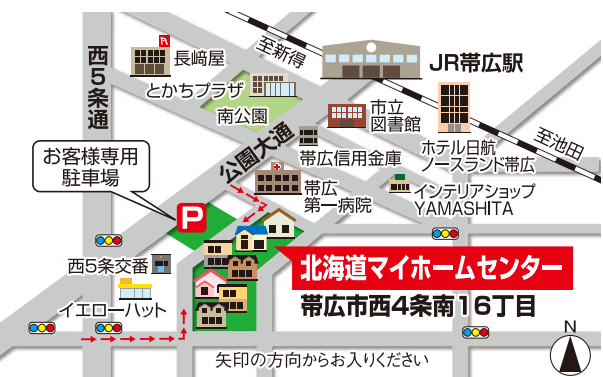 至新得
長崎屋
JR帯広駅
西5条通
とかちプラザ
南公園
市立
図書館
至池田
公園大通
帯広信用金庫
ホテル日航
ノースランド帯広
お客様専用
駐車場
帯広
第一病院
インテリアショップ
YAMASHITA
P
西5条交番
北海道マイホームセンター
イエローハット
帯広市西4条南16丁目
矢印の方向からお入りください
N